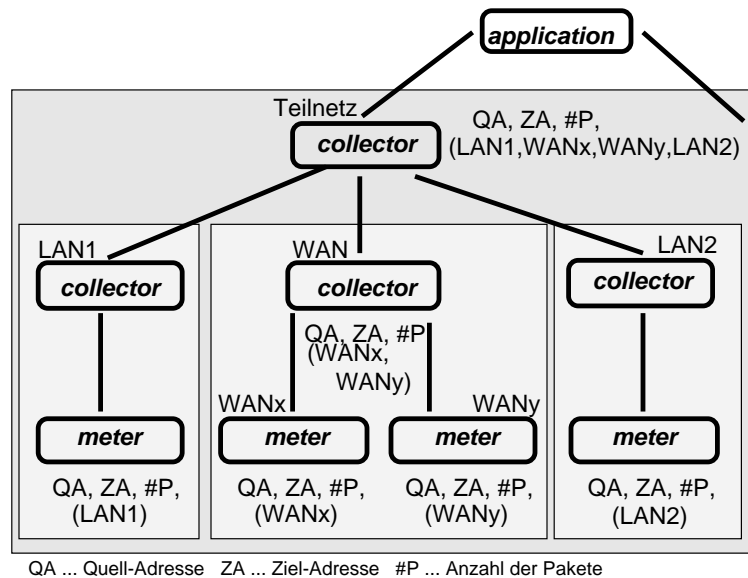 application
Teilnetz
collector
QA, ZA, #P,
(LAN1,WANx,WANy,LAN2)
LAN1
collector
WAN
collector
LAN2
collector
QA, ZA, #P
(WANx,
WANy)
WANx
WANy
meter
meter
meter
meter
QA, ZA, #P,
(LAN1)
QA, ZA, #P,
(WANx)
QA, ZA, #P,
(WANy)
QA, ZA, #P,
(LAN2)
QA ... Quell-Adresse ZA ... Ziel-Adresse #P ... Anzahl der Pakete